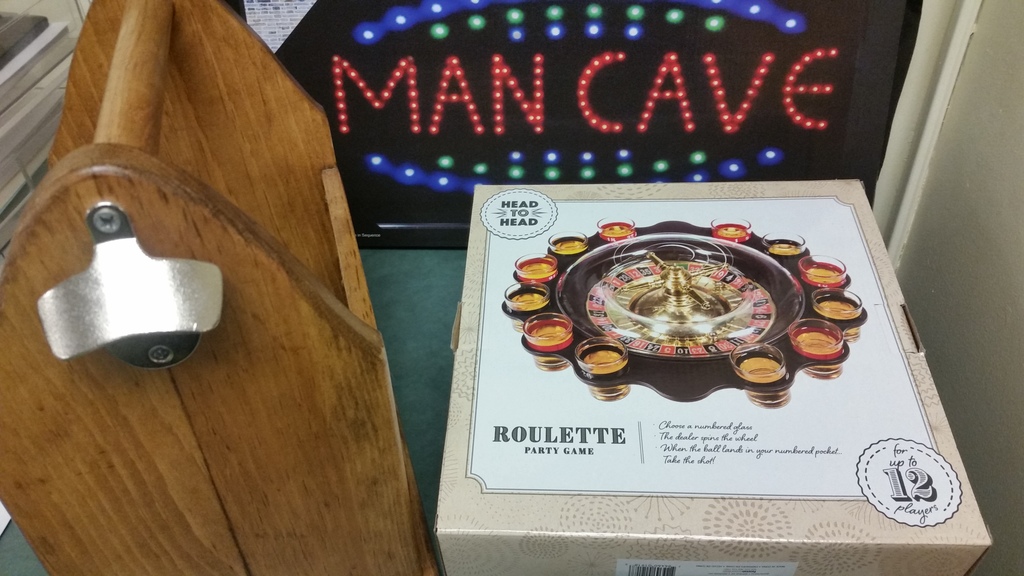 MAN CAVE
HEAD
TO
HEAD
ROULETTE
PARTY GAME
Choose a numbered glass
The dealer spins the wheel
When the ball lands in your numbered pocket...
Take the shot!
for
up to
12
players